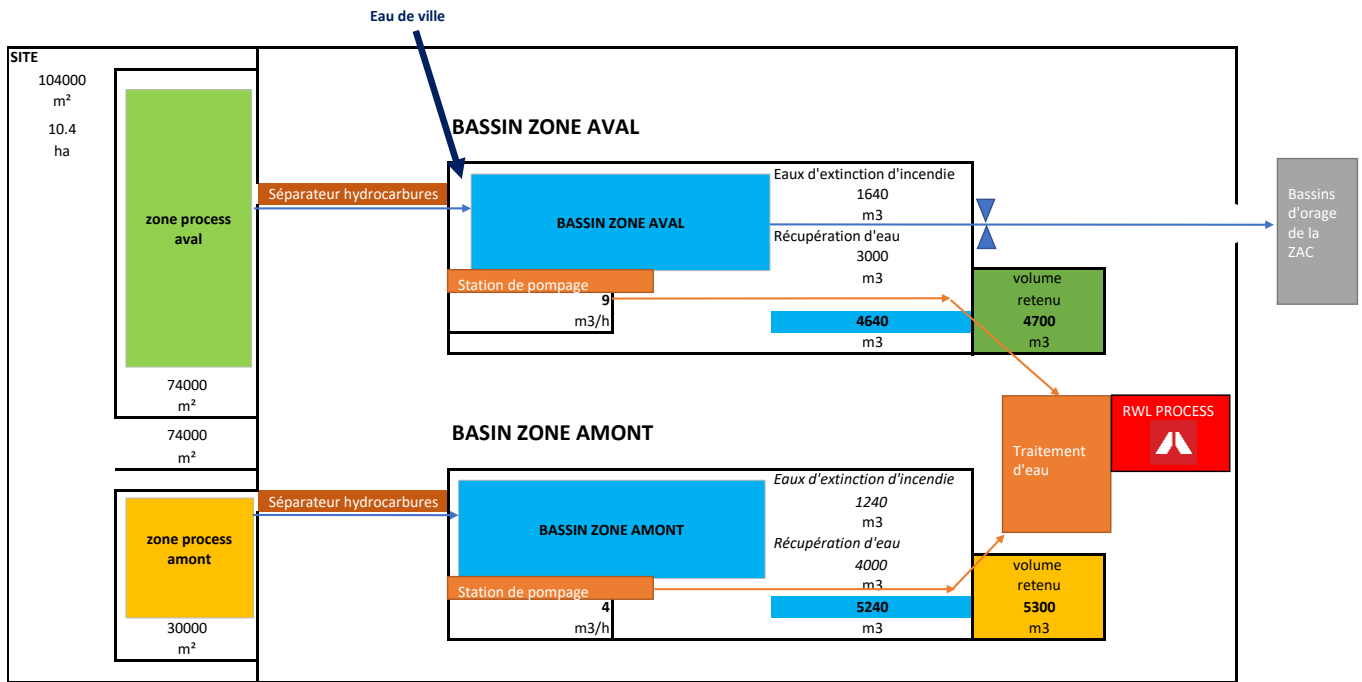 Eau de ville
SITE
104000
m²
10.4
ha
zone process
aval
74000
m²
74000
m²
Séparateur hydrocarbures
BASSIN ZONE AVAL
BASSIN ZONE AVAL
Eaux d'extinction d'incendie
1640
m3
Récupération d'eau
3000
m3
Station de pompage
9
m3/h
4640
m3
volume
retenu
4700
m3
Bassins
d'orage
de la
ZAC
zone process
amont
30000
m²
Séparateur hydrocarbures
BASIN ZONE AMONT
BASSIN ZONE AMONT
Eaux d'extinction d'incendie
1240
m3
Récupération d'eau
4000
m3
Station de pompage
4
m3/h
5240
m3
volume
retenu
5300
m3
Traitement
d'eau
RWL PROCESS